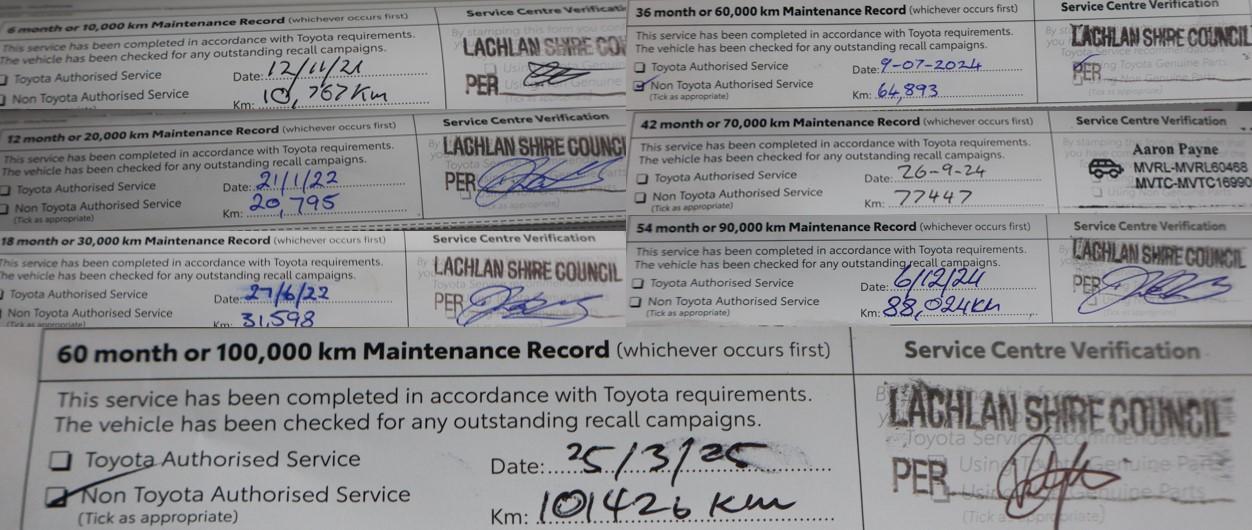 6 month or 10,000 km Maintenance Record (whichever occurs first)
This service has been completed in accordance with Toyota requirements.
The vehicle has been checked for any outstanding recall campaigns.
Toyota Authorised Service
Date: 12/11/21
Non Toyota Authorised Service
Km: 10,767 Km
Service Centre Verificati
LACHLAN SHIRE COU
PER
12 month or 20,000 km Maintenance Record (whichever occurs first)
This service has been completed in accordance with Toyota requirements.
The vehicle has been checked for any outstanding recall campaigns.
Toyota Authorised Service
Date: 21/1/22
Non Toyota Authorised Service
(Tick as appropriate)
Km: 20,795
Service Centre Verification
LACHLAN SHIRE COUNCI
PER
18 month or 30,000 km Maintenance Record (whichever occurs first)
This service has been completed in accordance with Toyota requirements.
he vehicle has been checked for any outstanding recall campaigns.
Toyota Authorised Service
Date: 27/6/22
Non Toyota Authorised Service
(Tick as appropriate)
Km: 31,598
Service Centre Verification
LACHLAN SHIRE COUNCIL
PER
36 month or 60,000 km Maintenance Record (whichever occurs first)
This service has been completed in accordance with Toyota requirements.
The vehicle has been checked for any outstanding recall campaigns.
Toyota Authorised Service
Date: 9-07-2024
Non Toyota Authorised Service
(Tick as appropriate)
Km: 64,893
Service Centre Verification
LACHLAN SHIRE COUNCIL
PER
42 month or 70,000 km Maintenance Record (whichever occurs first)
This service has been completed in accordance with Toyota requirements.
The vehicle has been checked for any outstanding recall campaigns.
Toyota Authorised Service
Date: 26-9-24
Non Toyota Authorised Service
(Tick as appropriate)
Km: 77447
Service Centre Verification
Aaron Payne
MVRL-MVRL60468
MVTC-MVTC16990
54 month or 90,000 km Maintenance Record (whichever occurs first)
This service has been completed in accordance with Toyota requirements.
The vehicle has been checked for any outstanding recall campaigns.
Toyota Authorised Service
Date: 6/12/24
Non Toyota Authorised Service
(Tick as appropriate)
Km: 88,024km
Service Centre Verification
LACHLAN SHIRE COUNCIL
PER
60 month or 100,000 km Maintenance Record (whichever occurs first)
This service has been completed in accordance with Toyota requirements.
The vehicle has been checked for any outstanding recall campaigns.
Toyota Authorised Service
Date: 25/3/25
Non Toyota Authorised Service
(Tick as appropriate)
Km: 101426 km
Service Centre Verification
LACHLAN SHIRE COUNCIL
PER